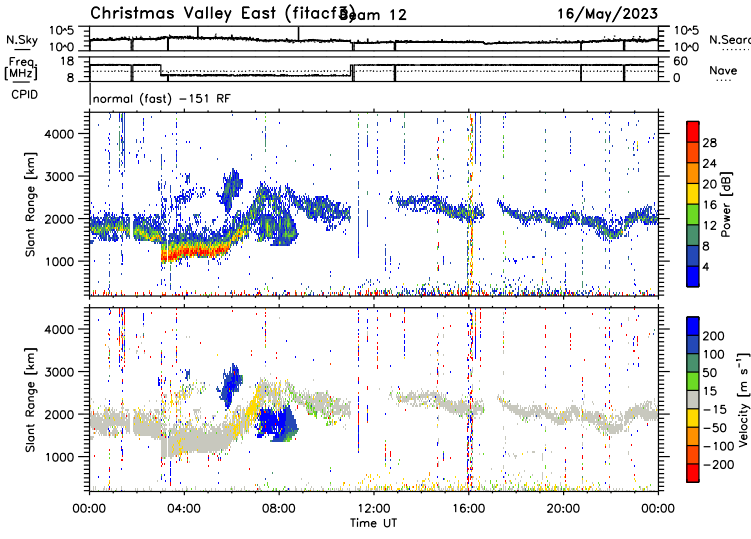 Christmas Valley East (fitacf3) Beam 12 16/May/2023
N.Sky 10^5 10^0 10^5 10^0 N.Search
Freq. [MHz] 18 8 60 0 Nave
CPID normal (fast) -151 RF
Slant Range [km] 4000 3000 2000 1000
28 24 20 16 12 8 4 Power [dB]
Slant Range [km] 4000 3000 2000 1000
200 100 50 15 -15 -50 -100 -200 Velocity [m s⁻¹]
00:00 04:00 08:00 12:00 16:00 20:00 00:00
Time UT